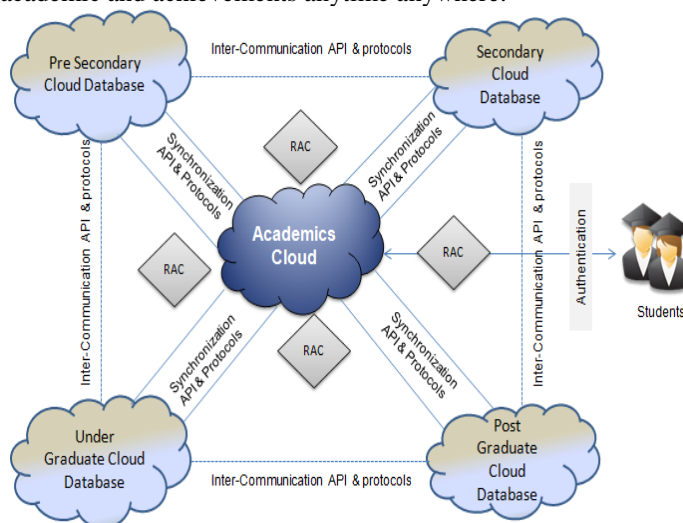 academic and achievements anytime anywhere.
Inter-Communication API & protocols
Pre Secondary
Cloud Database
Secondary
Cloud
Database
Synchronization
API & Protocols
Synchronization
API & Protocols
RAC
Inter-Communication API & protocols
Inter-Communication API & protocols
Academics
Cloud
RAC
RAC
Authentication
Students
RAC
Synchronization
API & Protocols
Synchronization
API & Protocols
Under
Graduate Cloud
Database
Post
Graduate
Cloud
Database
Inter-Communication API & protocols